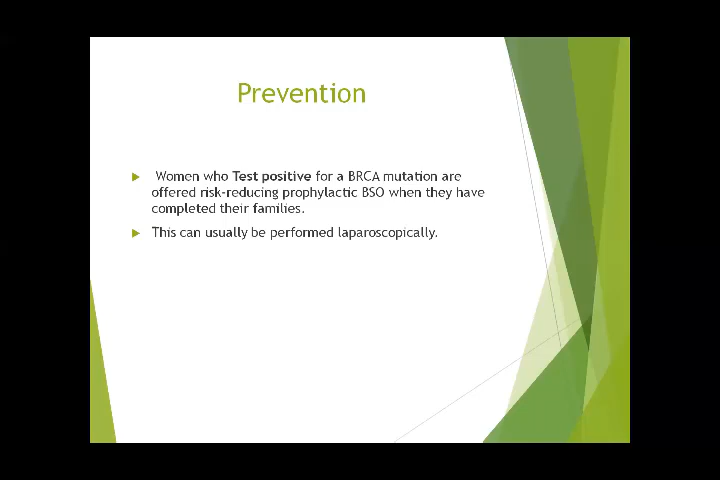 Prevention
Women who Test positive for a BRCA mutation are
offered risk-reducing prophylactic BSO when they have
completed their families.
This can usually be performed laparoscopically.